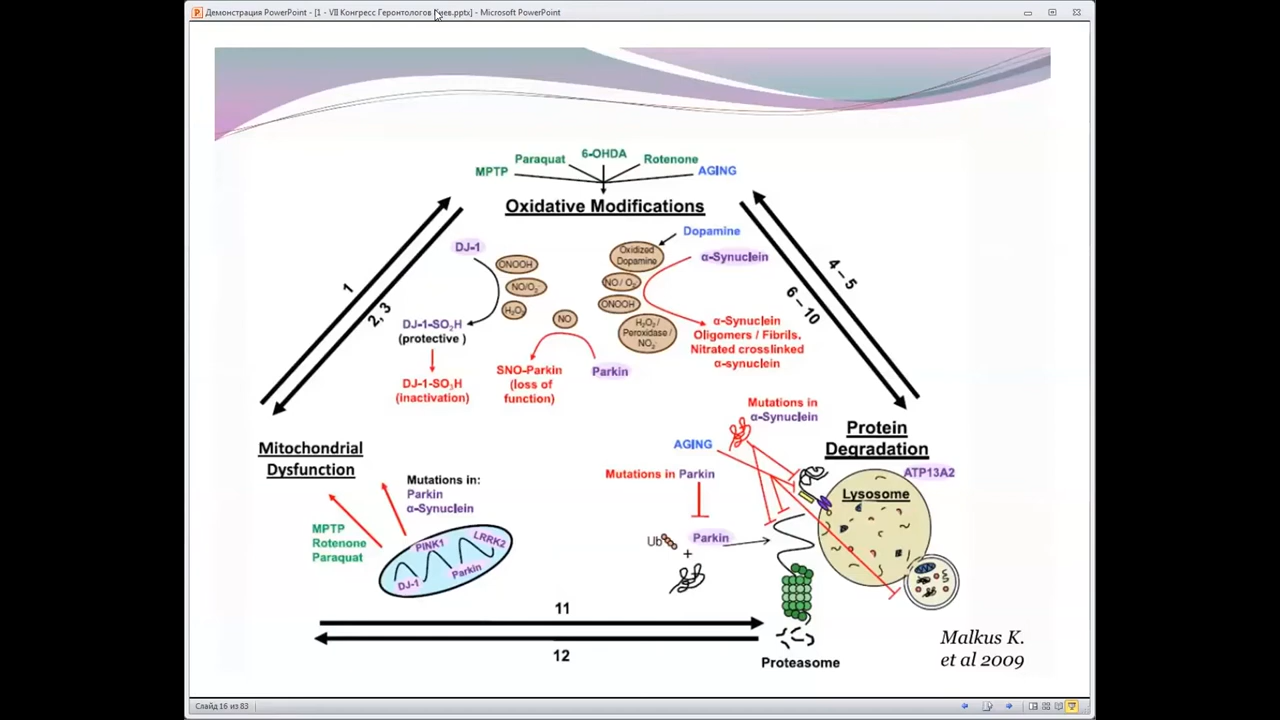 Демонстрация PowerPoint - [1 - VII Конгресс Геронтологов Киев.pptx] - Microsoft PowerPoint
6-OHDA
Paraquat
Rotenone
MPTP
AGING
Oxidative Modifications
Dopamine
DJ-1
Oxidized
Dopamine
α-Synuclein
ONOOH
NO/O₂⁻
NO/ O₂⁻
H₂O₂
ONOOH
NO
H₂O₂/
Peroxidase /
NO₂⁻
DJ-1-SO₂H
(protective )
α-Synuclein
Oligomers / Fibrils.
Nitrated crosslinked
α-synuclein
DJ-1-SO₃H
(inactivation)
SNO-Parkin
(loss of
function)
Parkin
1
2, 3
4 – 5
6 – 10
Mitochondrial
Dysfunction
Mutations in:
Parkin
α-Synuclein
MPTP
Rotenone
Paraquat
PINK1
LRRK2
DJ-1
Parkin
Mutations in
α-Synuclein
AGING
Mutations in Parkin
Protein
Degradation
ATP13A2
Lysosome
Ub
+
Parkin
Proteasome
11
12
Malkus K.
et al 2009
Слайд 16 из 83